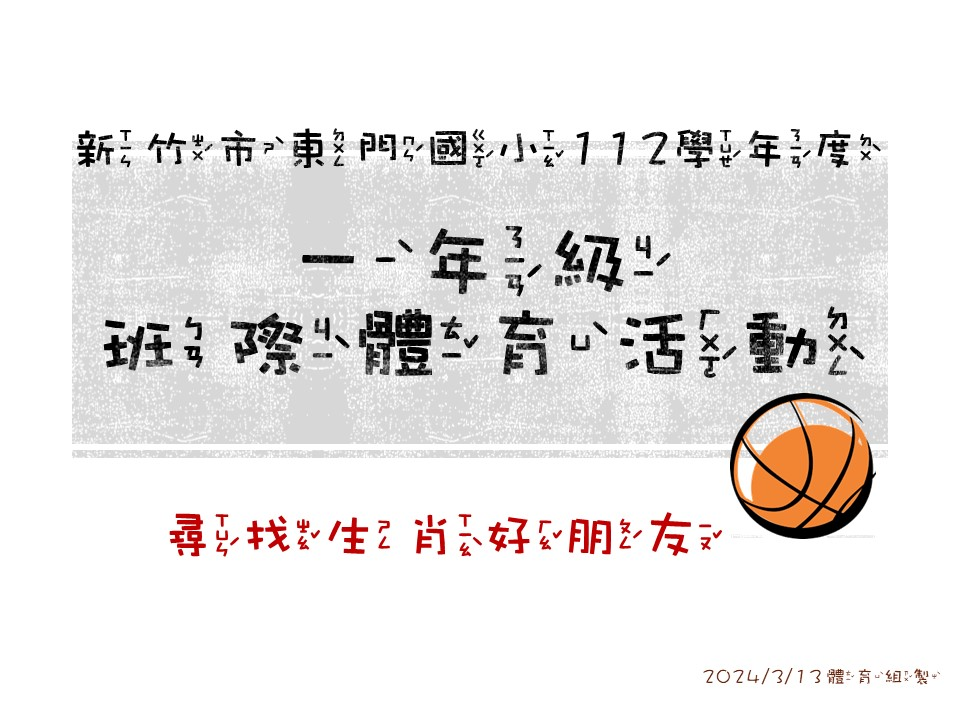 新竹市東門國小112學年度
一年級
班際體育活動
尋找生肖好朋友
2024/3/13體育組製